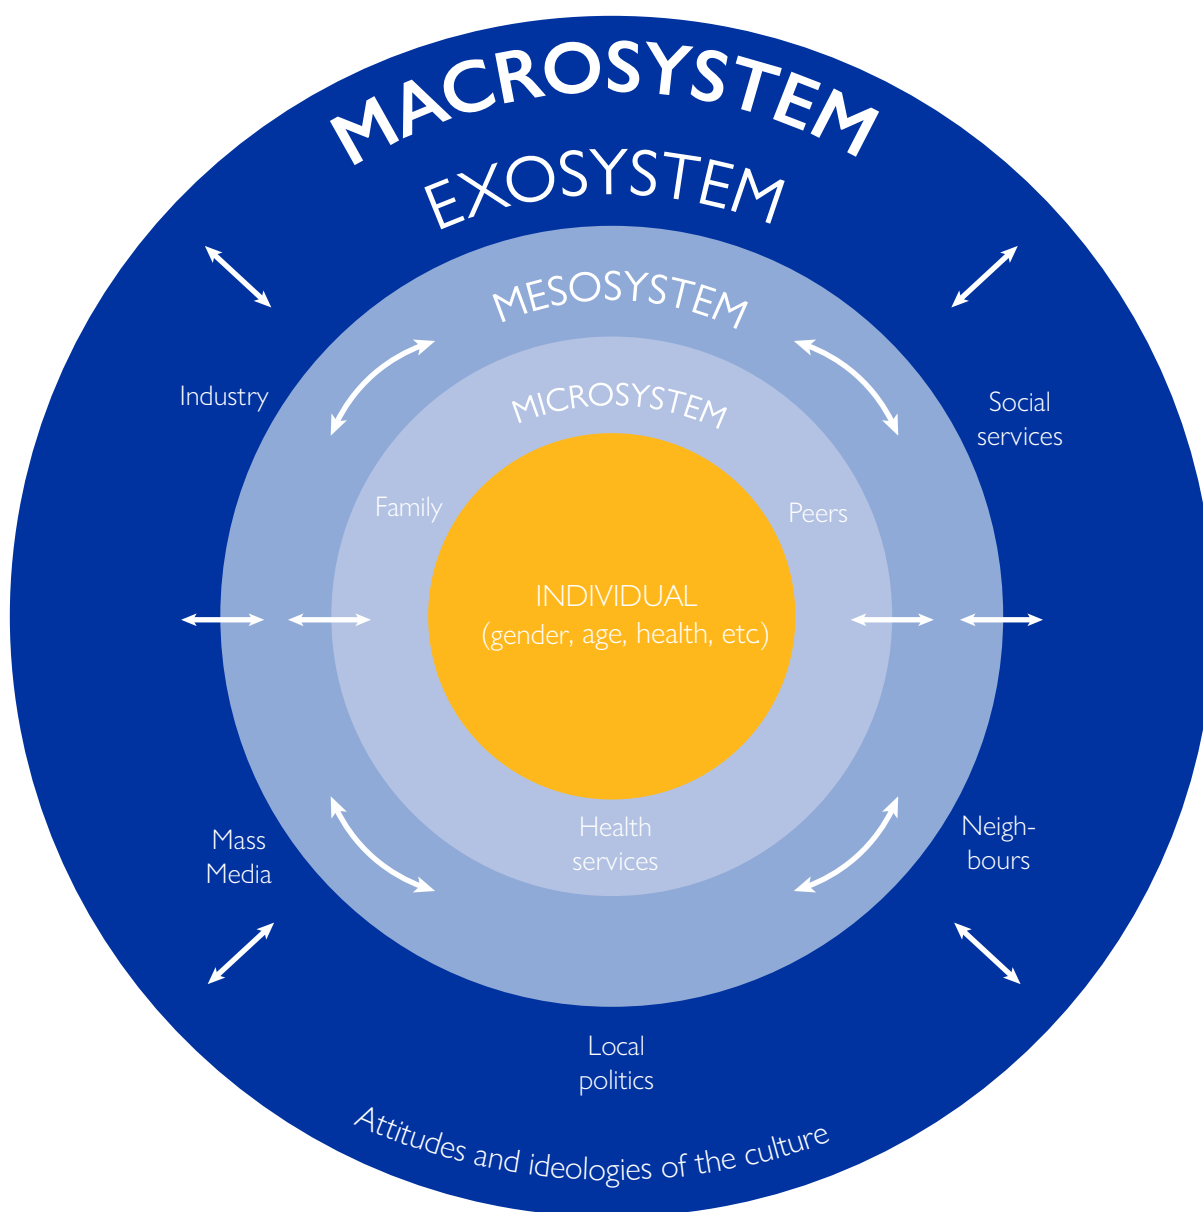 MACROSYSTEM
EXOSYSTEM
MESOSYSTEM
MICROSYSTEM
Industry
Social
services
Family
Peers
INDIVIDUAL
(gender, age, health, etc.)
Health
services
Mass
Media
Neigh-
bours
Local
politics
Attitudes and ideologies of the culture